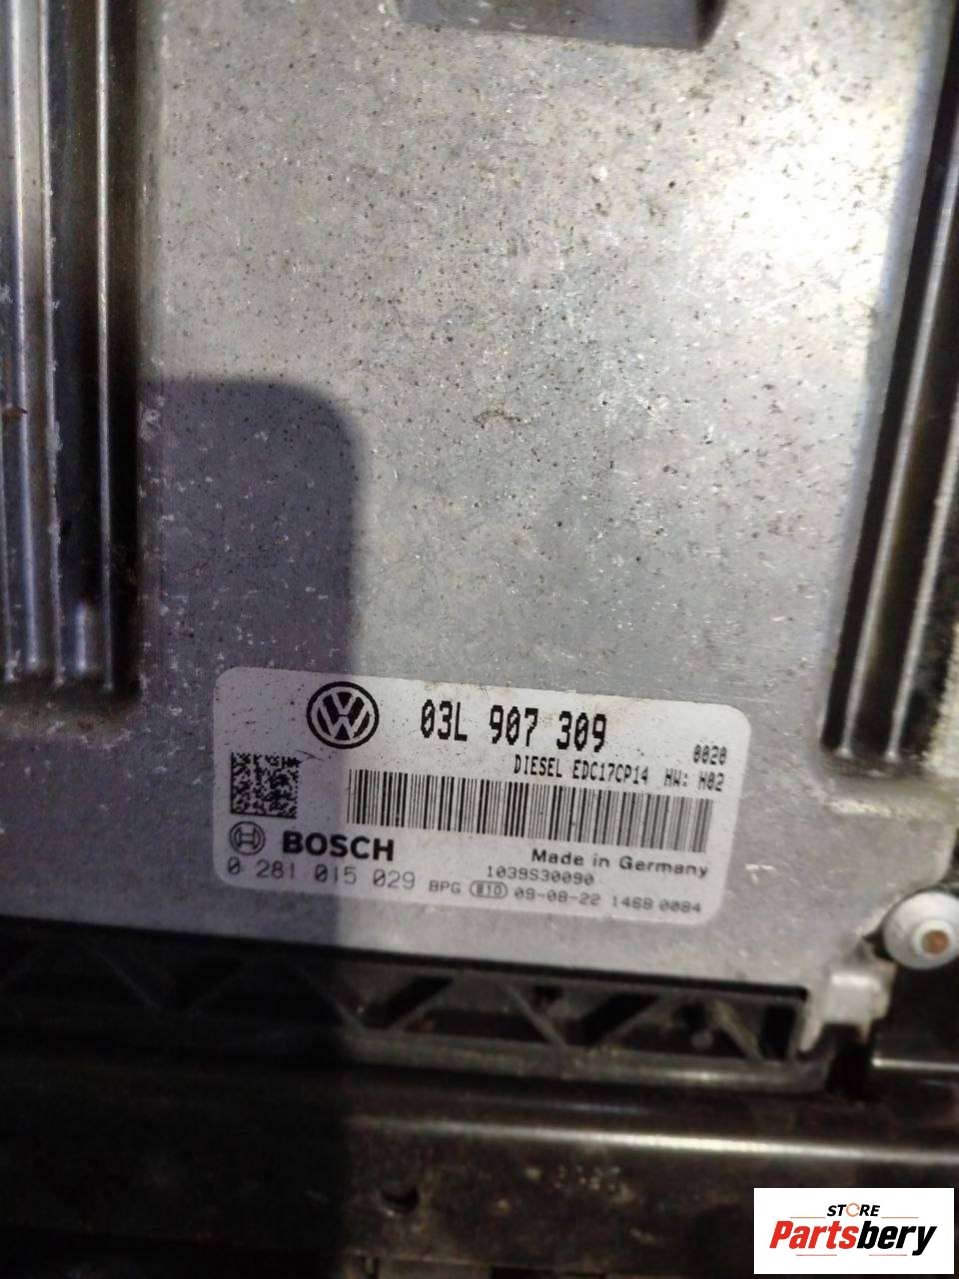 03L 907 309
0020
DIESEL EDC17CP14 HW: H02
BOSCH
Made in Germany
0 281 015 029
1039S30090
BPG 810 09-08-22 1468 0084
STORE
Partsbery